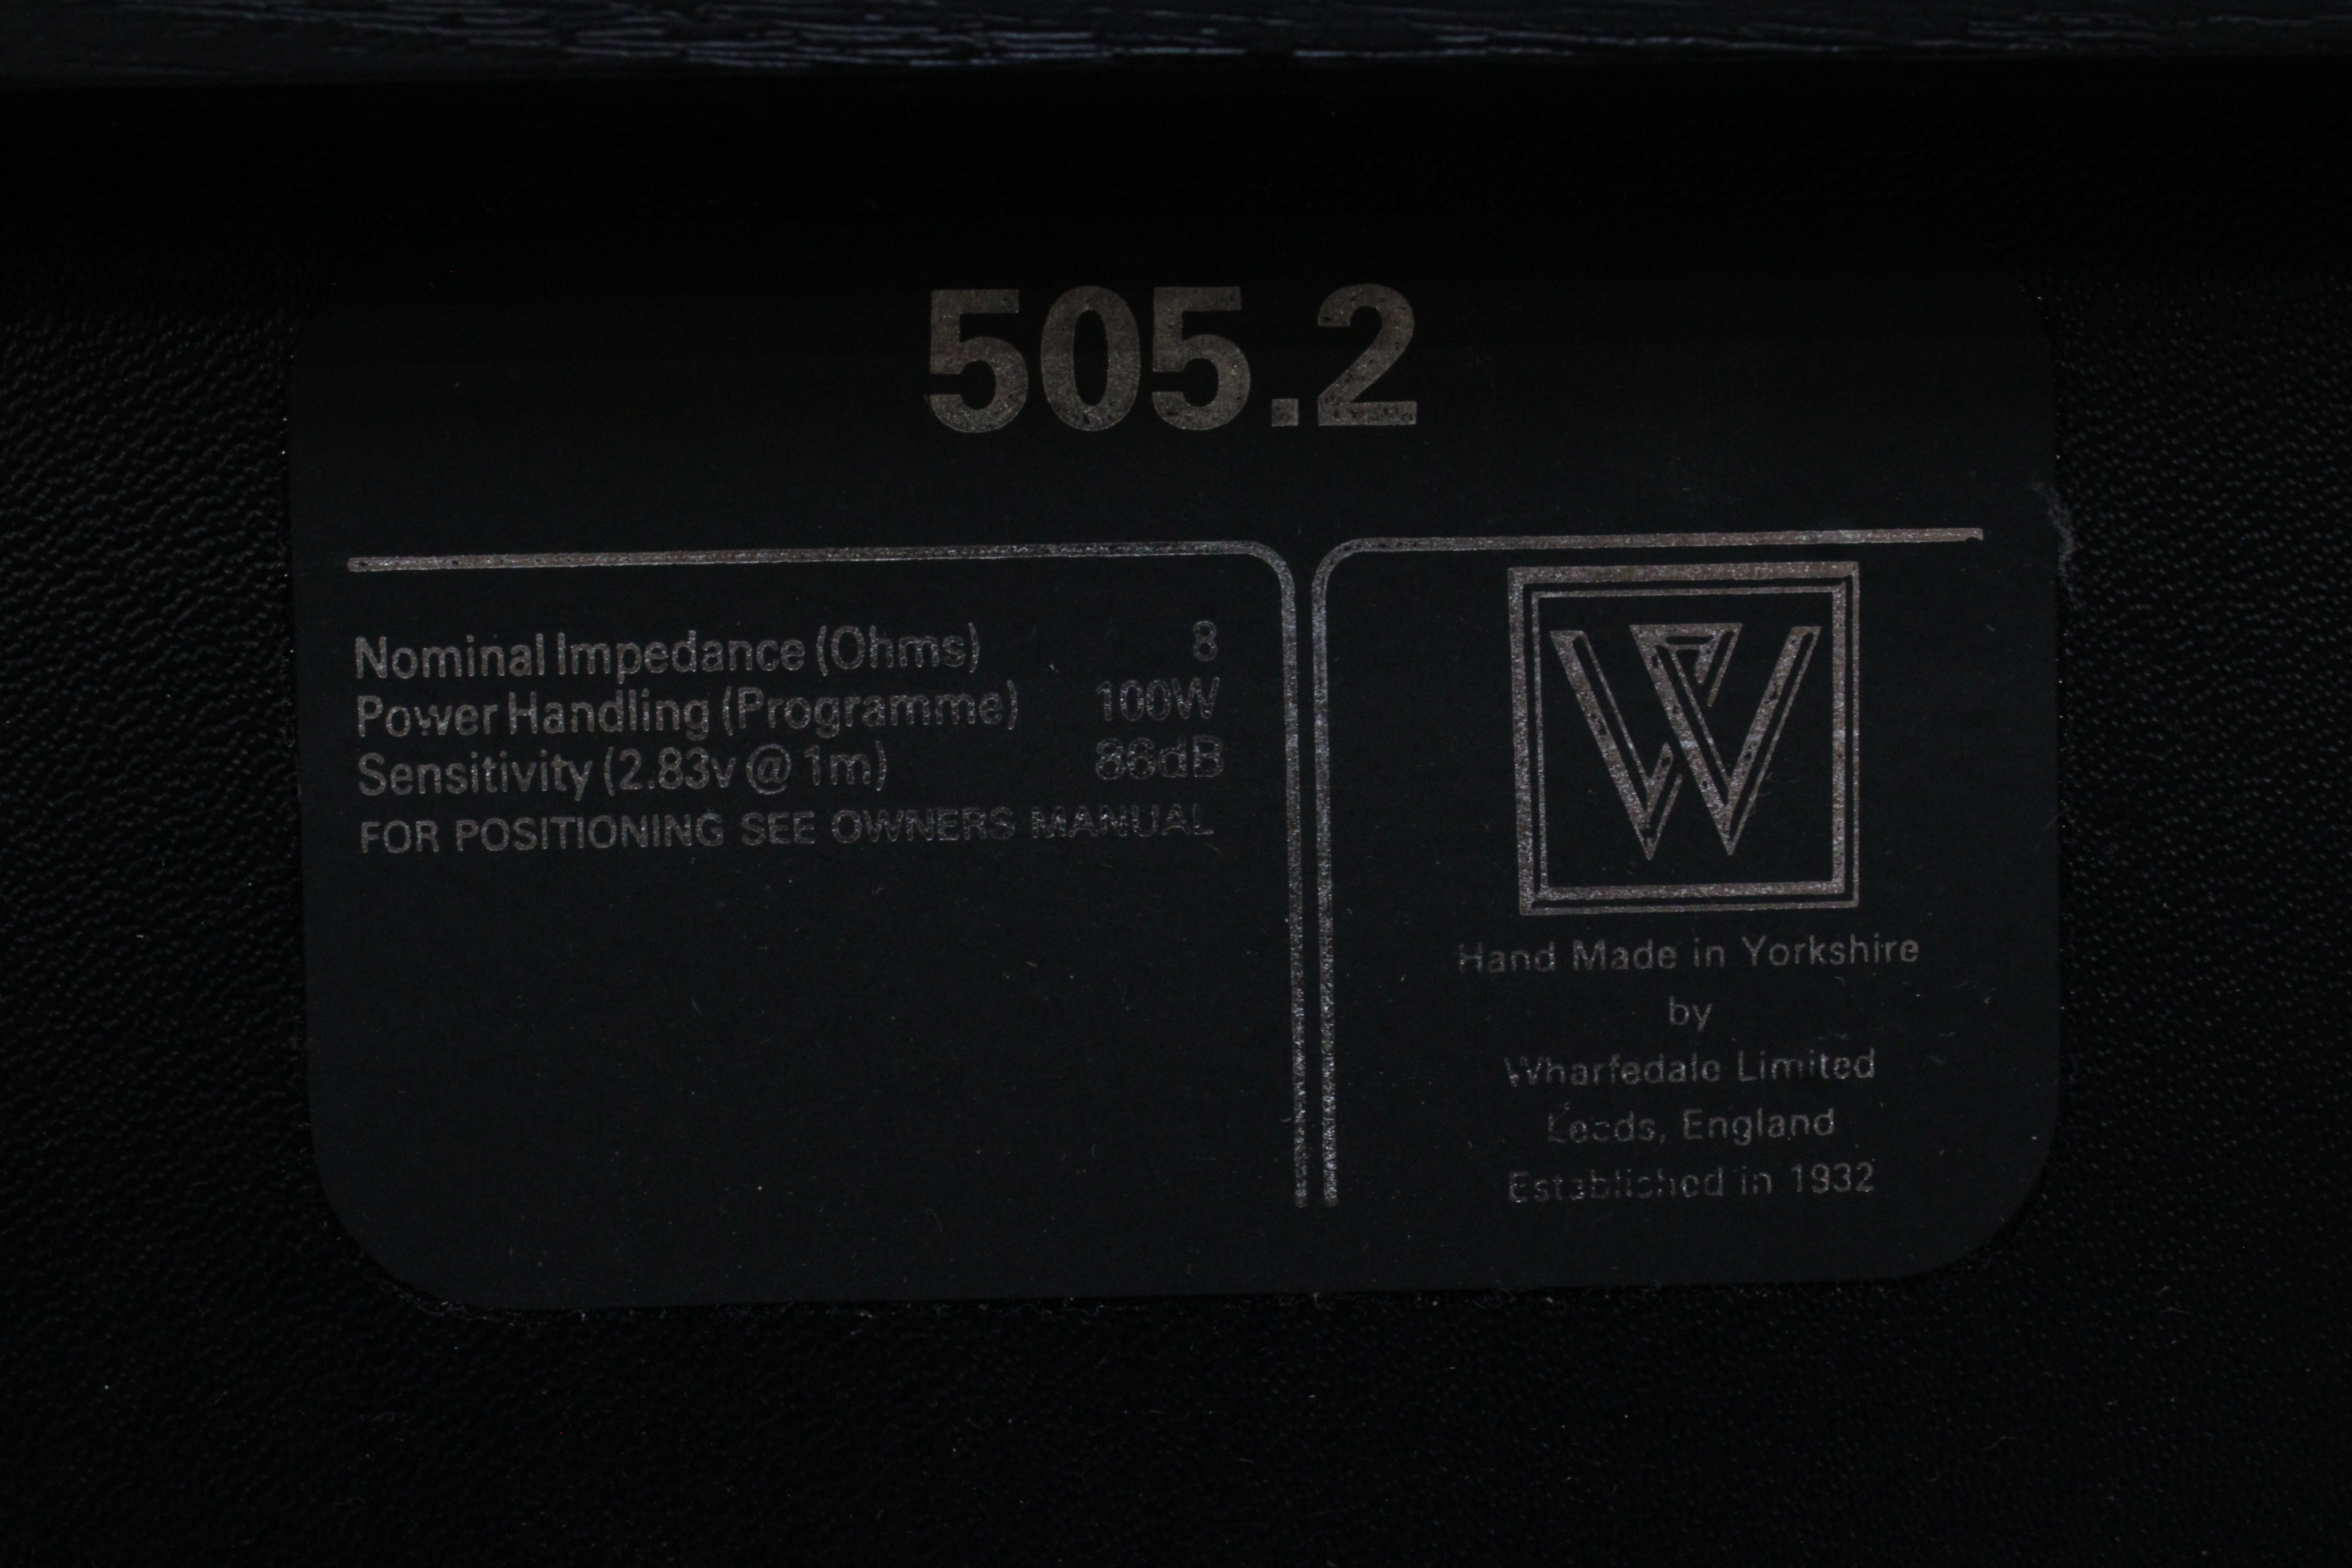 505.2
Nominal Impedance (Ohms) 8
Power Handling (Programme) 100W
Sensitivity (2.83v @ 1m) 86dB
FOR POSITIONING SEE OWNERS MANUAL
W
Hand Made in Yorkshire
by
Wharfedale Limited
Leeds, England
Established in 1932